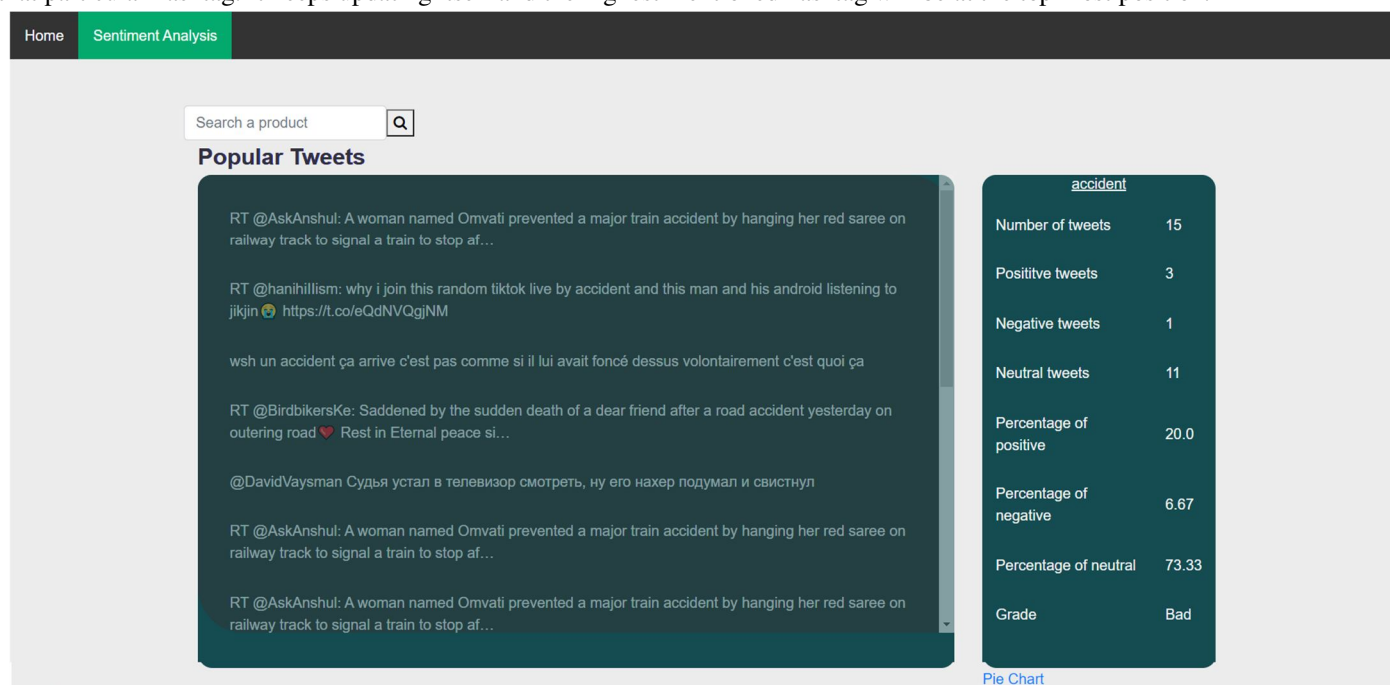 Home Sentiment Analysis
Search a product
Popular Tweets
RT @AskAnshul: A woman named Omvati prevented a major train accident by hanging her red saree on
railway track to signal a train to stop af…
RT @hanihillism: why i join this random tiktok live by accident and this man and his android listening to
jikjin😭 https://t.co/eQdNVQgjNM
wsh un accident ça arrive c'est pas comme si il lui avait foncé dessus volontairement c'est quoi ça
RT @BirdbikersKe: Saddened by the sudden death of a dear friend after a road accident yesterday on
outering road❤️ Rest in Eternal peace si…
@DavidVaysman Судья устал в телевизор смотреть, ну его нахер подумал и свистнул
RT @AskAnshul: A woman named Omvati prevented a major train accident by hanging her red saree on
railway track to signal a train to stop af…
RT @AskAnshul: A woman named Omvati prevented a major train accident by hanging her red saree on
railway track to signal a train to stop af…
accident
Number of tweets 15
Posititve tweets 3
Negative tweets 1
Neutral tweets 11
Percentage of
positive 20.0
Percentage of
negative 6.67
Percentage of neutral 73.33
Grade Bad
Pie Chart